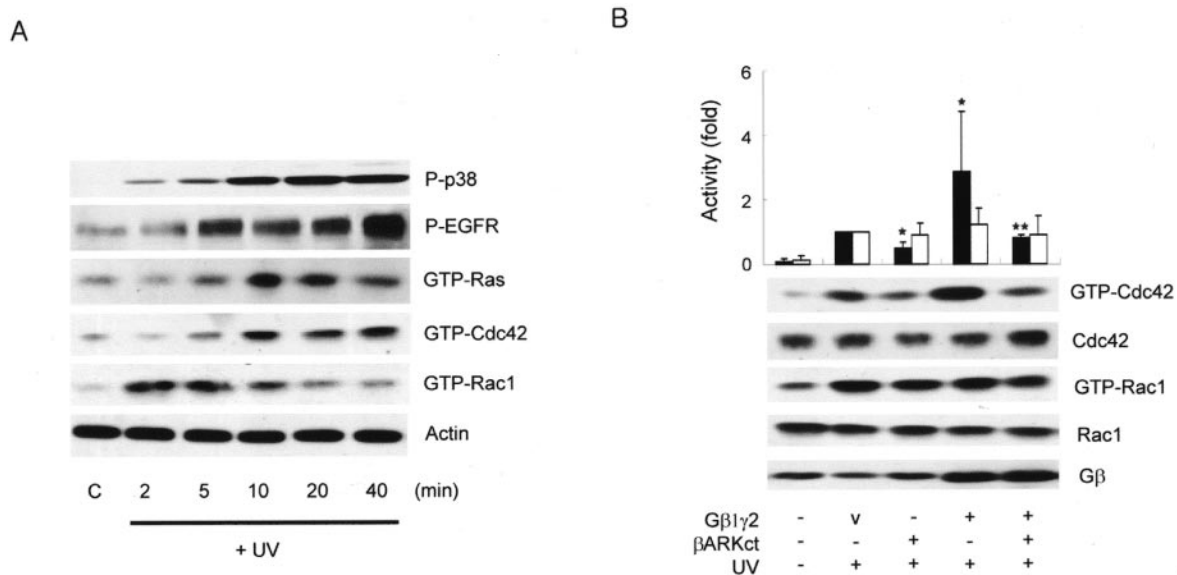 A
P-p38
P-EGFR
GTP-Ras
GTP-Cdc42
GTP-Rac1
Actin
C 2 5 10 20 40 (min)
+ UV
B
Activity (fold)
6
4
2
0
* * **
GTP-Cdc42
Cdc42
GTP-Rac1
Rac1
Gβ
Gβ1γ2 - v - + +
βARKct - - + - +
UV - + + + +